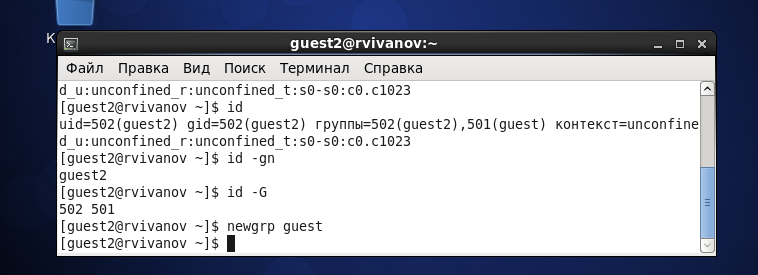 К
guest2@rvivanov:~
Файл Правка Вид Поиск Терминал Справка
d_u:unconfined_r:unconfined_t:s0-s0:c0.c1023
[guest2@rvivanov ~]$ id
uid=502(guest2) gid=502(guest2) группы=502(guest2),501(guest) контекст=unconfine
d_u:unconfined_r:unconfined_t:s0-s0:c0.c1023
[guest2@rvivanov ~]$ id -gn
guest2
[guest2@rvivanov ~]$ id -G
502 501
[guest2@rvivanov ~]$ newgrp guest
[guest2@rvivanov ~]$